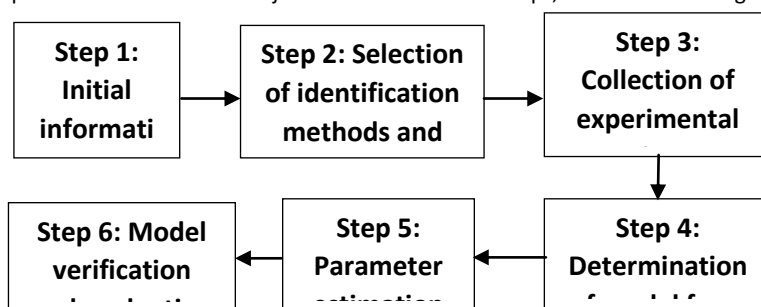 Step 1:
Initial
informati
Step 2: Selection
of identification
methods and
Step 3:
Collection of
experimental
Step 4:
Determination
Step 5:
Parameter
estimation
Step 6: Model
verification